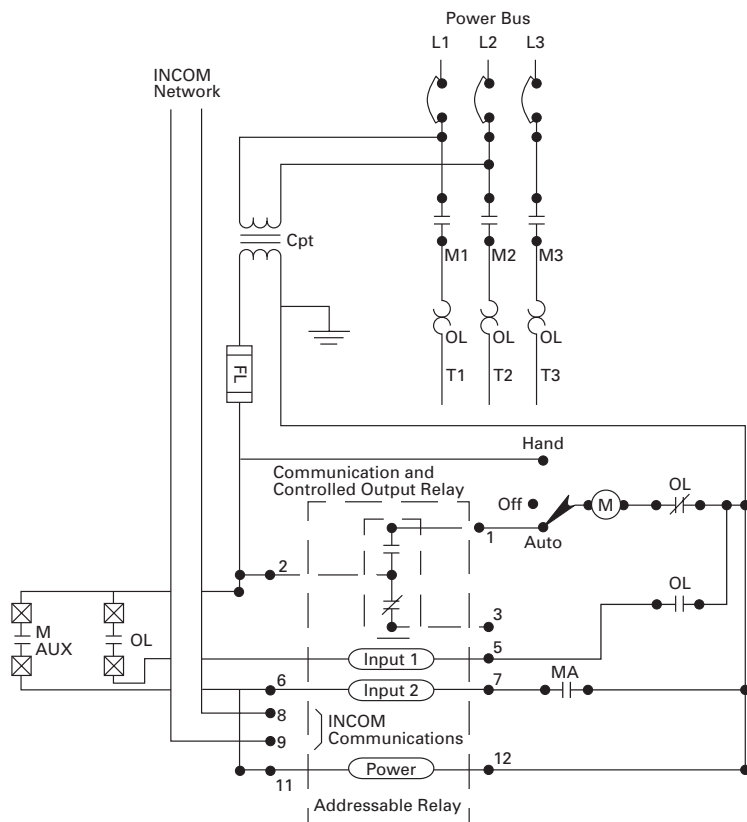 Power Bus
L1
L2
L3
INCOM
Network
Cpt
M1
M2
M3
OL
OL
OL
FL
T1
T2
T3
Hand
Communication and
Controlled Output Relay
Off
M
OL
1
Auto
2
OL
3
M
AUX
OL
5
Input 1
MA
6
Input 2
7
8
INCOM
Communications
9
12
Power
11
Addressable Relay